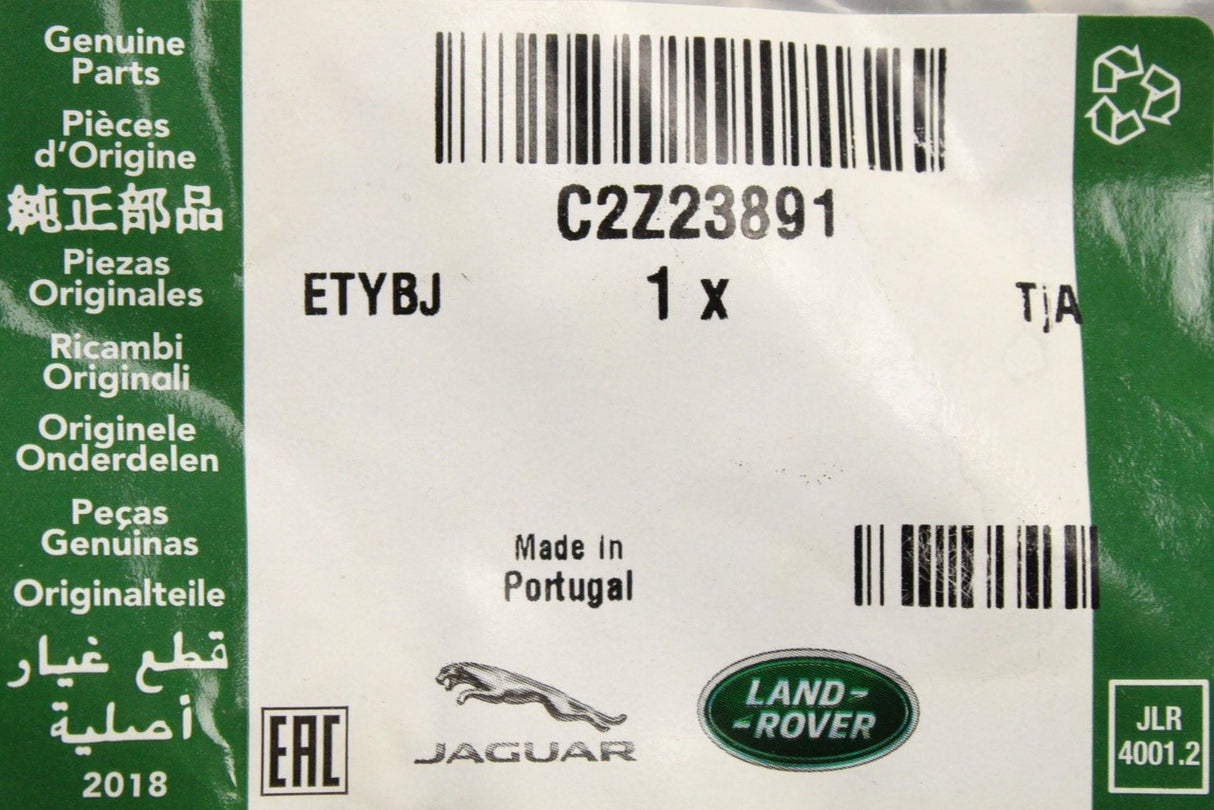 Genuine
Parts
Pièces
d'Origine
純正部品
Piezas
Originales
Ricambi
Originali
Originele
Onderdelen
Peças
Genuínas
Originalteile
قطع غيار
أصلية
2018
C2Z23891
ETYBJ 1 x TjA
Made in
Portugal
EAC
JAGUAR
LAND-
-ROVER
JLR
4001.2